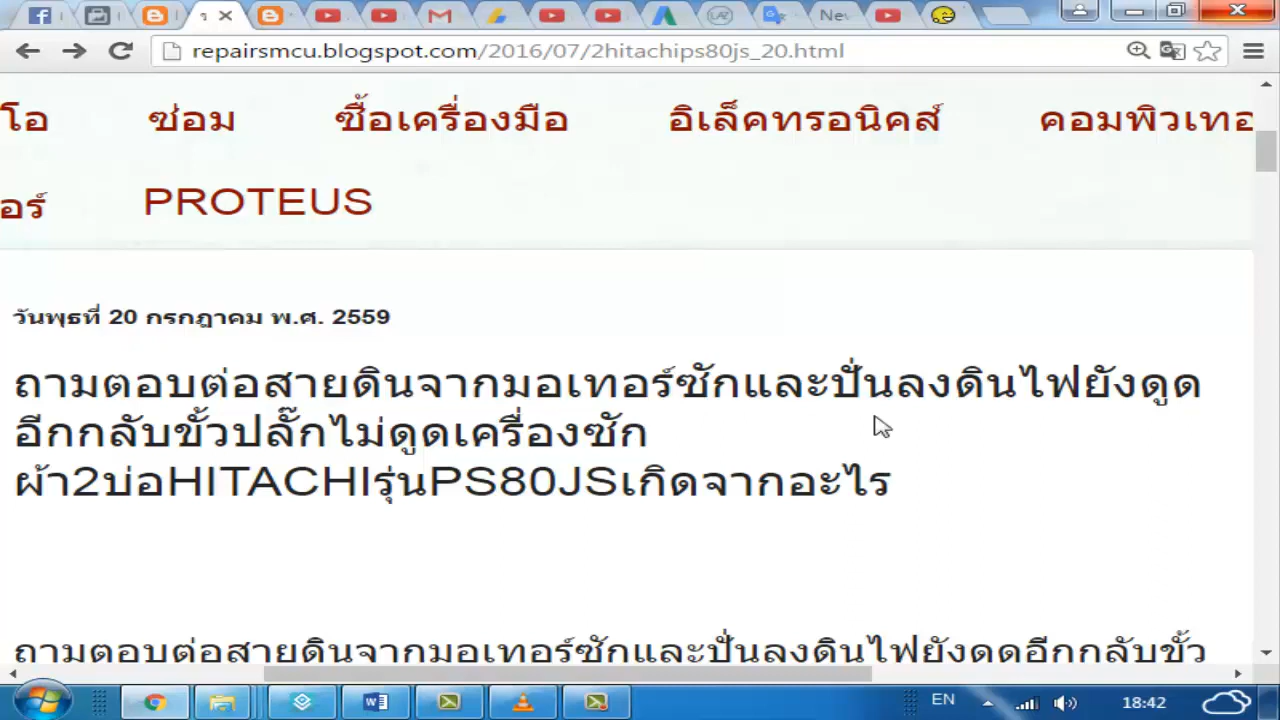 New
repairsmcu.blogspot.com/2016/07/2hitachips80js_20.html
โอ ซ่อม ซื้อเครื่องมือ อิเล็คทรอนิคส์ คอมพิวเทอ
อร์ PROTEUS
วันพุธที่ 20 กรกฎาคม พ.ศ. 2559
ถามตอบต่อสายดินจากมอเทอร์ซักและปั่นลงดินไฟยังดูด
อีกกลับขั้วปลั๊กไม่ดูดเครื่องซัก
ผ้า2บ่อHITACHIรุ่นPS80JSเกิดจากอะไร
ถามตอบต่อสายดินจากมอเทอร์ซักและปั่นลงดินไฟยังดูดอีกกลับขั้ว
EN 18:42